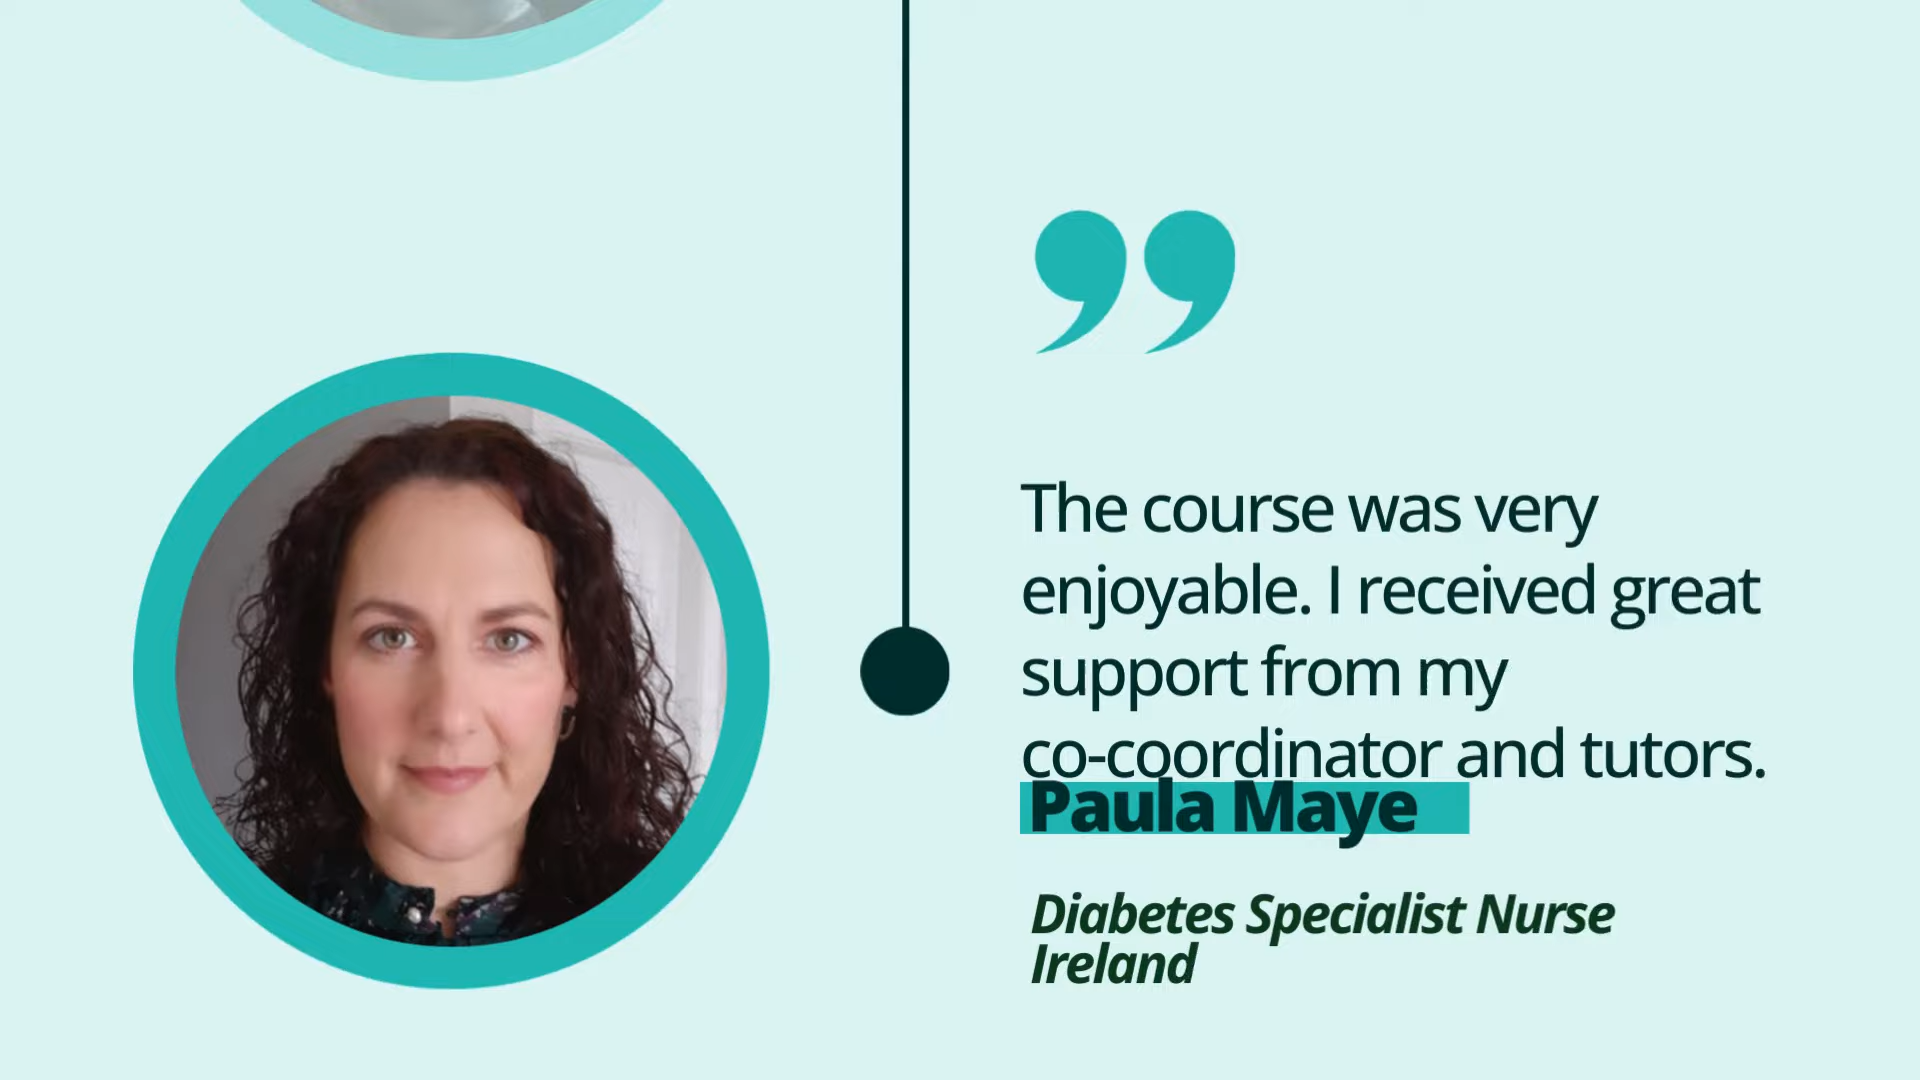 The course was very
enjoyable. I received great
support from my
co-coordinator and tutors.
Paula Maye
Diabetes Specialist Nurse
Ireland